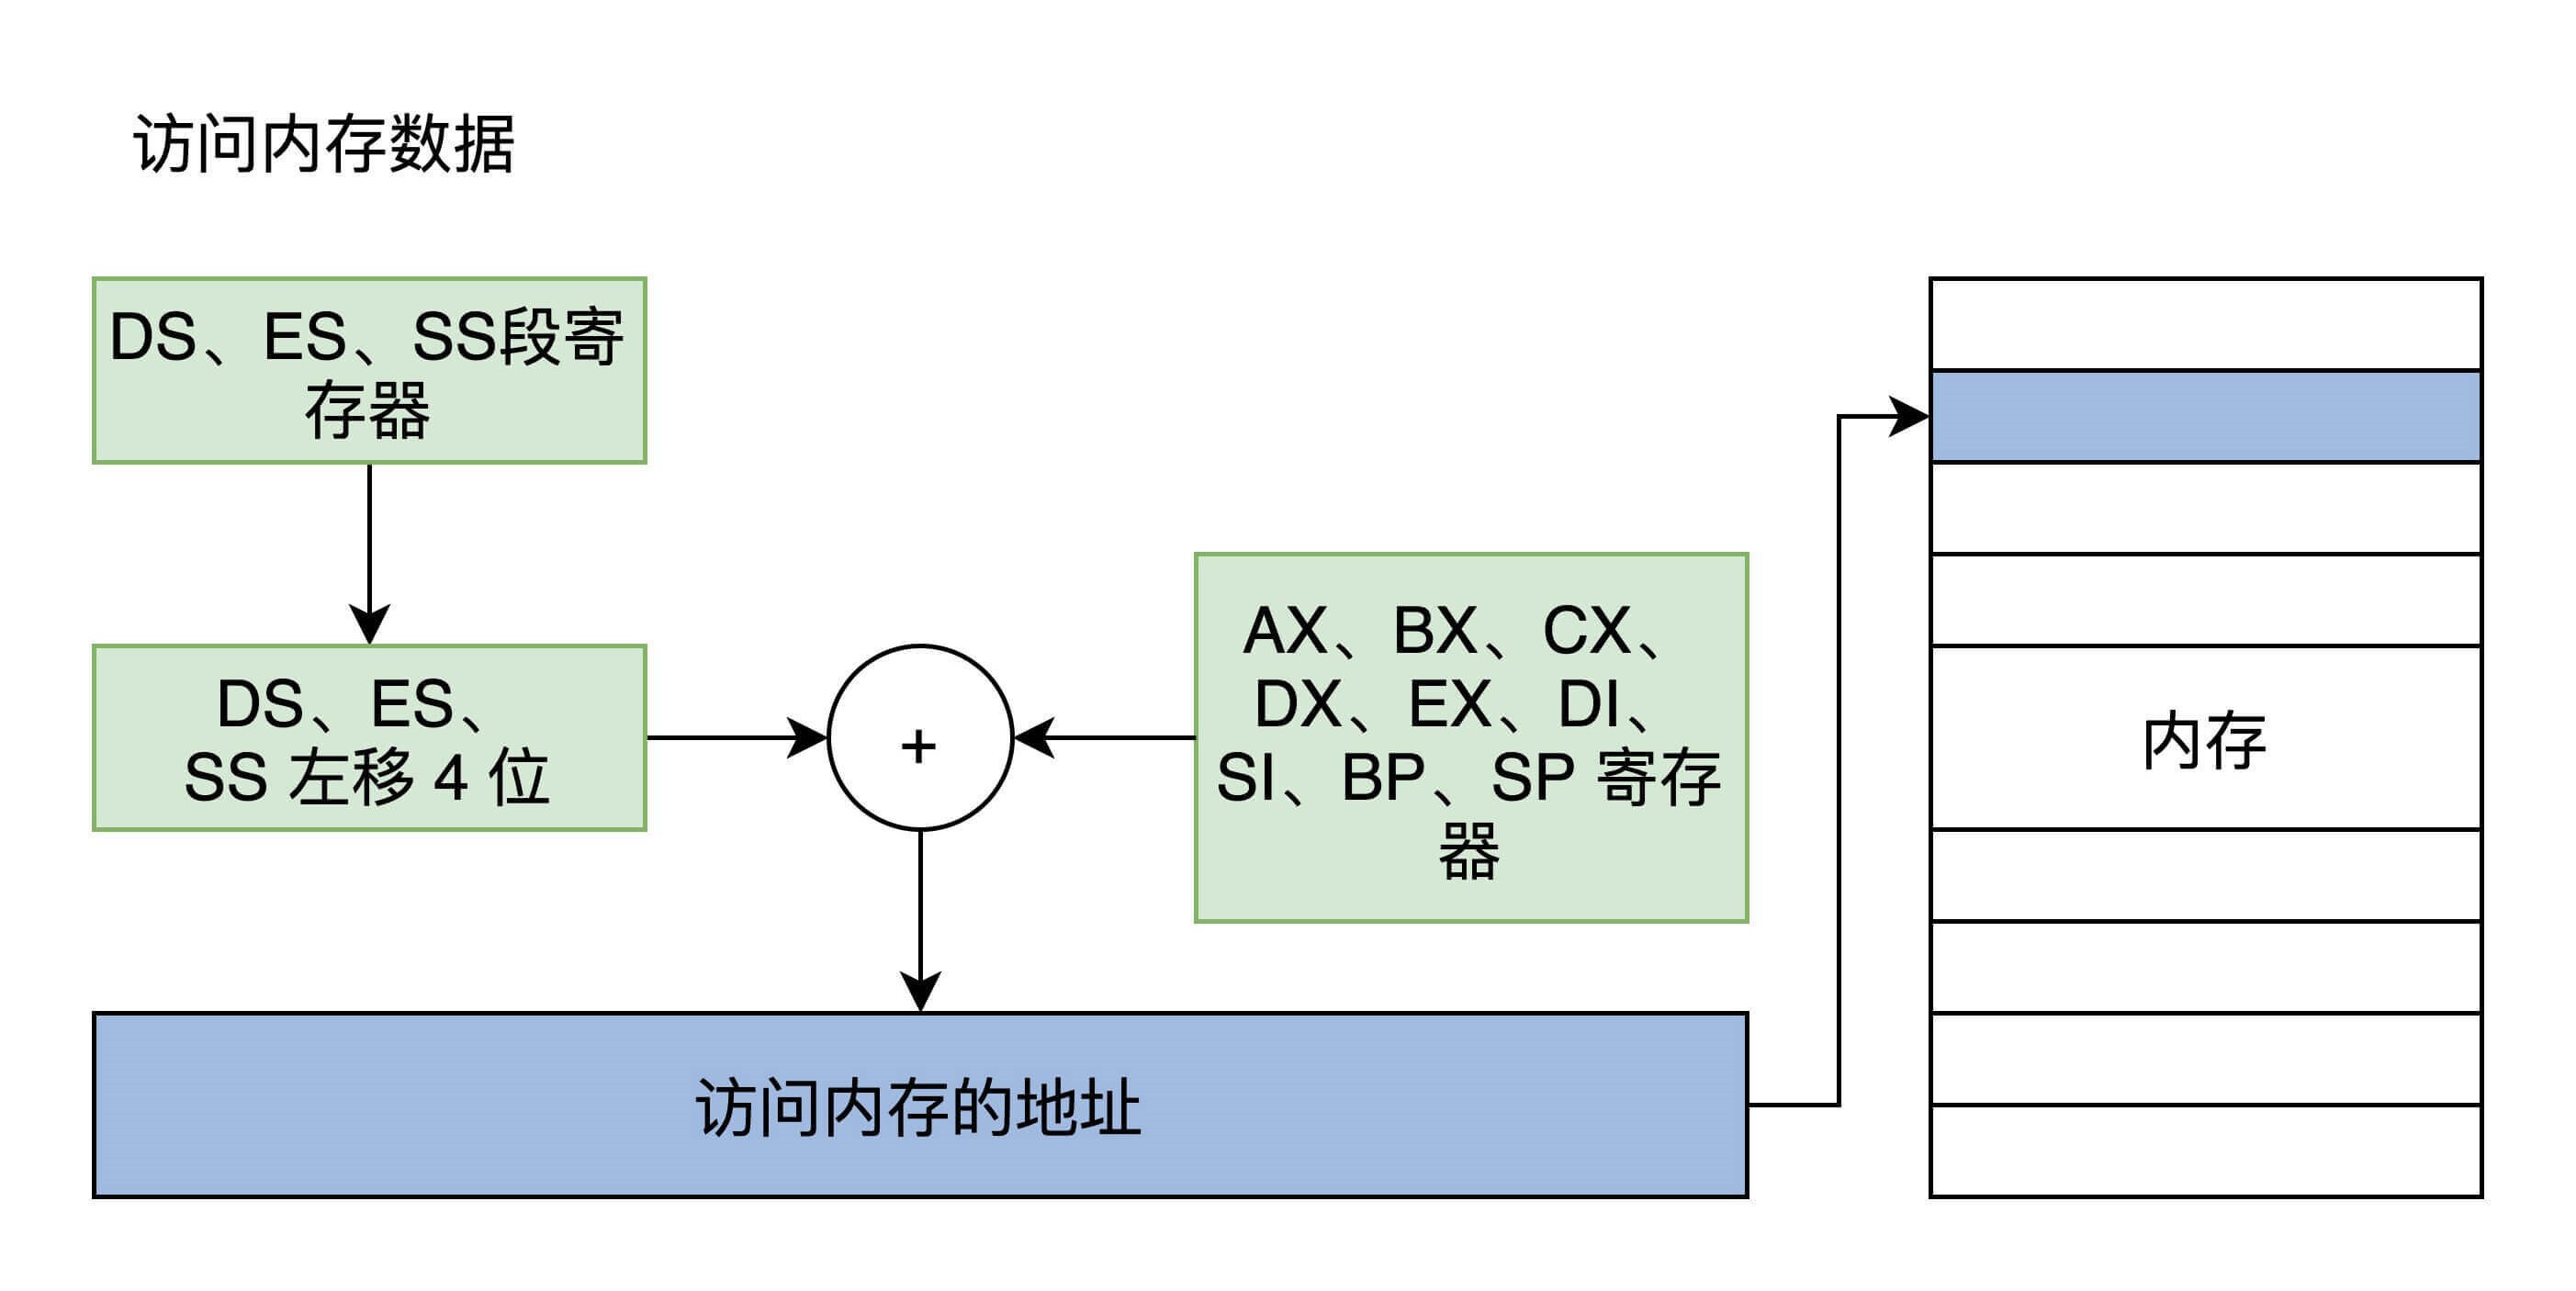 访问内存数据
DS、ES、SS段寄
存器
DS、ES、
SS 左移 4 位
+
AX、BX、CX、
DX、EX、DI、
SI、BP、SP 寄存
器
内存
访问内存的地址